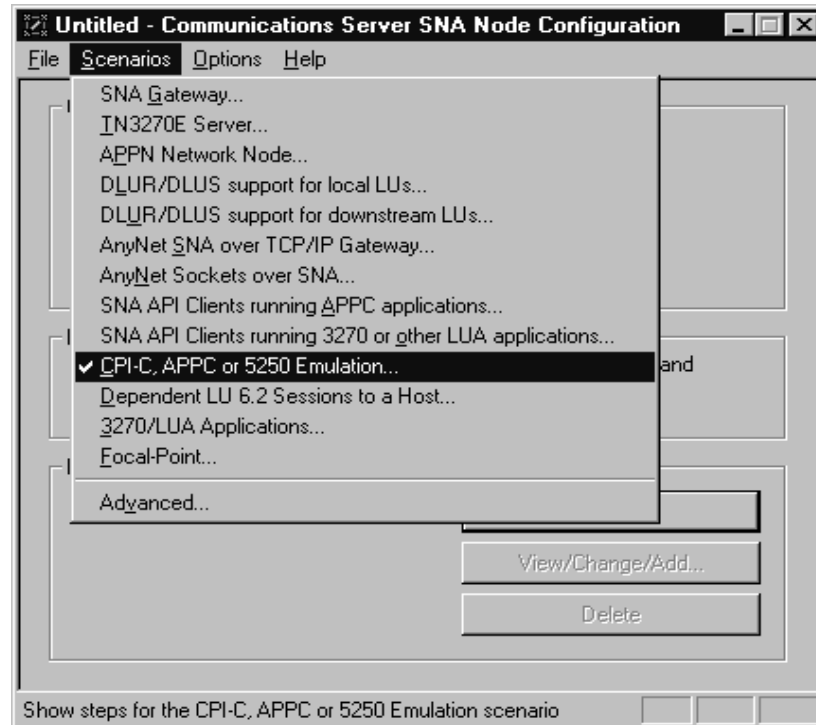 Untitled - Communications Server SNA Node Configuration
File Scenarios Options Help
SNA Gateway...
TN3270E Server...
APPN Network Node...
DLUR/DLUS support for local LUs...
DLUR/DLUS support for downstream LUs...
AnyNet SNA over TCP/IP Gateway...
AnyNet Sockets over SNA...
SNA API Clients running APPC applications...
SNA API Clients running 3270 or other LUA applications...
CPI-C, APPC or 5250 Emulation...
and
Dependent LU 6.2 Sessions to a Host...
3270/LUA Applications...
Focal-Point...
Advanced...
View/Change/Add...
Delete
Show steps for the CPI-C, APPC or 5250 Emulation scenario